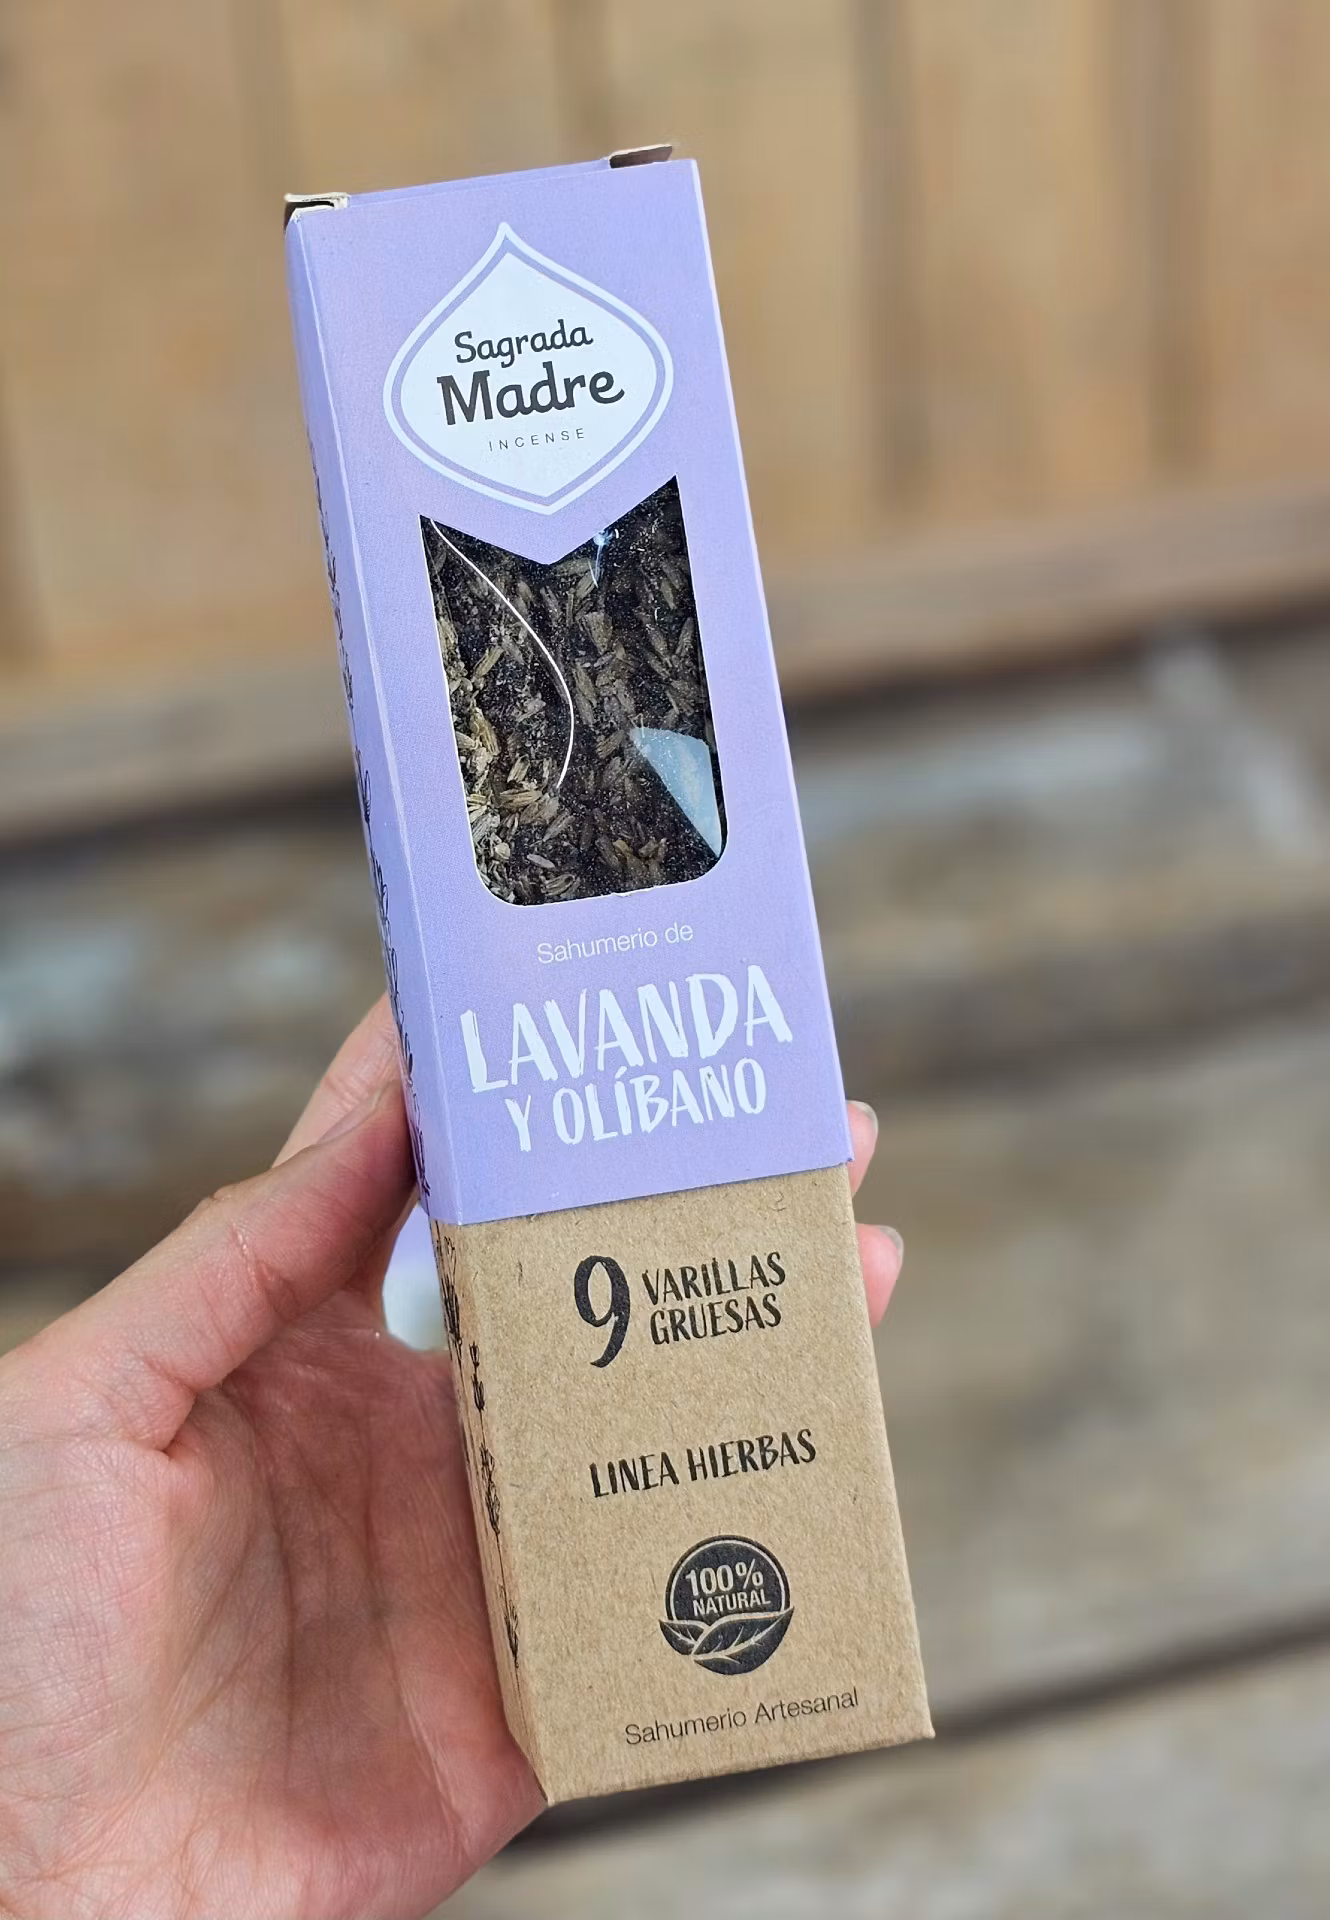 Sagrada
Madre
INCENSE
Sahumerio de
LAVANDA
Y OLÍBANO
9 VARILLAS
GRUESAS
LINEA HIERBAS
100%
NATURAL
Sahumerio Artesanal